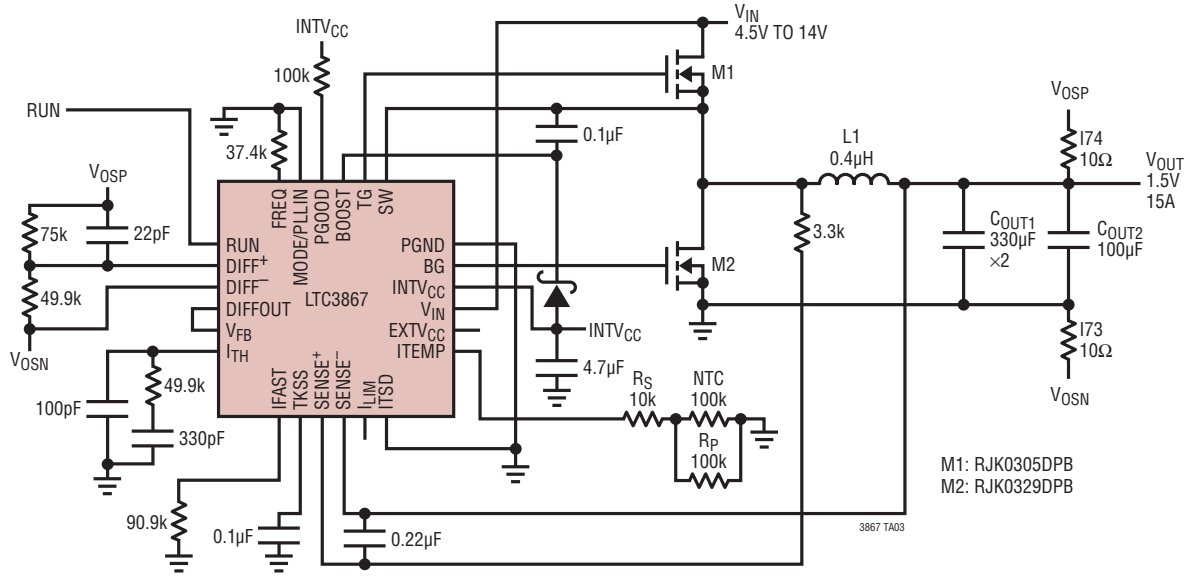 INTVCC
100k
RUN
37.4k
VOSP
75k
22pF
49.9k
VOSN
100pF
49.9k
330pF
90.9k
0.1µF
0.22µF
FREQ
MODE/PLLIN
PGOOD
BOOST
TG
SW
RUN
DIFF+
DIFF–
DIFFOUT
VFB
ITH
LTC3867
PGND
BG
INTVCC
VIN
EXTVCC
ITEMP
IFAST
TKSS
SENSE+
SENSE–
ILIM
ITSD
VIN
4.5V TO 14V
M1
0.1µF
M2
INTVCC
4.7µF
L1
0.4µH
3.3k
RS
10k
NTC
100k
RP
100k
VOSP
I74
10Ω
VOUT
1.5V
15A
COUT1
330µF
×2
COUT2
100µF
I73
10Ω
VOSN
M1: RJK0305DPB
M2: RJK0329DPB
3867 TA03